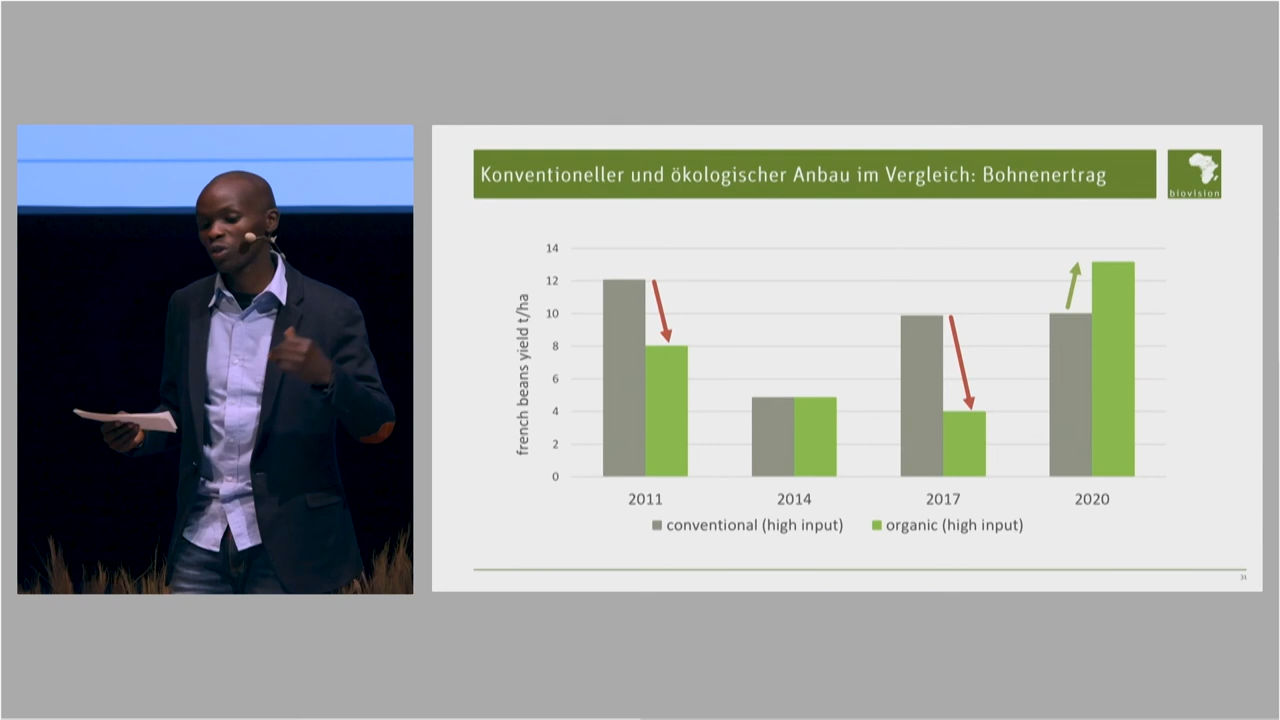 Konventioneller und ökologischer Anbau im Vergleich: Bohnenertrag
biovision
french beans yield t/ha
14
12
10
8
6
4
2
0
2011 2014 2017 2020
conventional (high input) organic (high input)